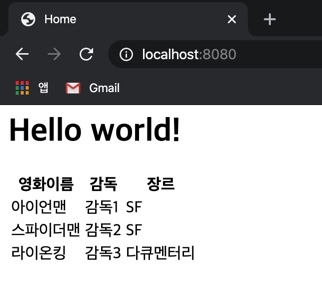 Home
localhost:8080
앱 Gmail
Hello world!
영화이름 감독 장르
아이언맨 감독1 SF
스파이더맨 감독2 SF
라이온킹 감독3 다큐멘터리